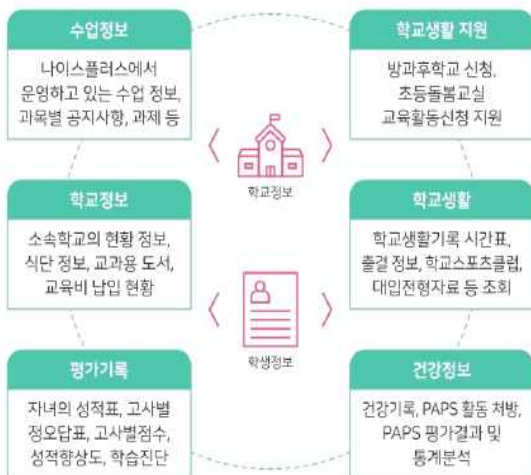 수업정보
나이스플러스에서
운영하고 있는 수업 정보,
과목별 공지사항, 과제 등
학교생활 지원
방과후학교 신청,
초등돌봄교실
교육활동신청 지원
학교정보
학교정보
소속학교의 현황 정보,
식단 정보, 교과용 도서,
교육비 납입 현황
학교생활
학교생활기록 시간표,
출결 정보, 학교스포츠클럽,
대입전형자료 등 조회
학생정보
평가기록
자녀의 성적표, 고사별
정오답표, 고사별점수,
성적향상도, 학습진단
건강정보
건강기록, PAPS 활동 처방,
PAPS 평가결과 및
통계분석